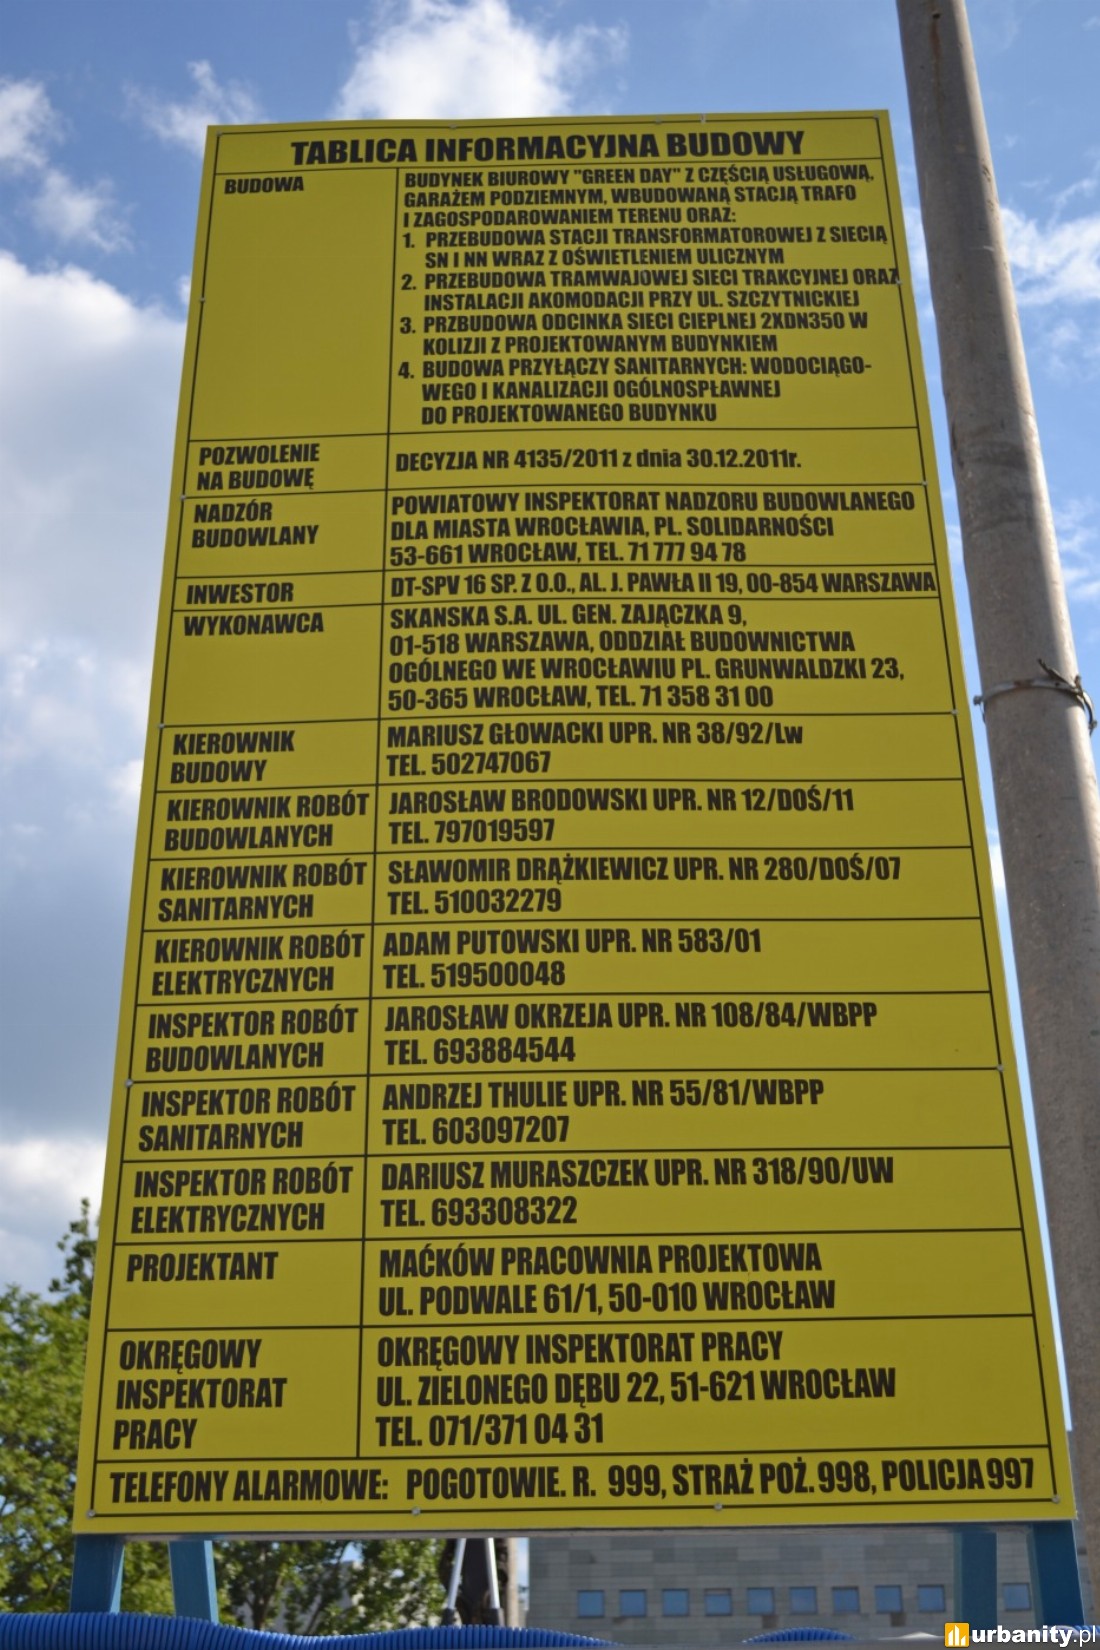 TABLICA INFORMACYJNA BUDOWY
BUDOWA
BUDYNEK BIUROWY "GREEN DAY" Z CZĘŚCIĄ USŁUGOWĄ,
GARAŻEM PODZIEMNYM, WBUDOWANĄ STACJĄ TRAFO
I ZAGOSPODAROWANIEM TERENU ORAZ:
1. PRZEBUDOWA STACJI TRANSFORMATOROWEJ Z SIECIĄ
SN I NN WRAZ Z OŚWIETLENIEM ULICZNYM
2. PRZEBUDOWA TRAMWAJOWEJ SIECI TRAKCYJNEJ ORAZ
INSTALACJI AKOMODACJI PRZY UL. SZCZYTNICKIEJ
3. PRZBUDOWA ODCINKA SIECI CIEPLNEJ 2XDN350 W
KOLIZJI Z PROJEKTOWANYM BUDYNKIEM
4. BUDOWA PRZYŁĄCZY SANITARNYCH: WODOCIĄGO-
WEGO I KANALIZACJI OGÓLNOSPŁAWNEJ
DO PROJEKTOWANEGO BUDYNKU
POZWOLENIE
NA BUDOWĘ
DECYZJA NR 4135/2011 z dnia 30.12.2011r.
NADZÓR
BUDOWLANY
POWIATOWY INSPEKTORAT NADZORU BUDOWLANEGO
DLA MIASTA WROCŁAWIA, PL. SOLIDARNOŚCI
53-661 WROCŁAW, TEL. 71 777 94 78
INWESTOR
DT-SPV 16 SP. Z O.O., AL. J. PAWŁA II 19, 00-854 WARSZAWA
WYKONAWCA
SKANSKA S.A. UL. GEN. ZAJĄCZKA 9,
01-518 WARSZAWA, ODDZIAŁ BUDOWNICTWA
OGÓLNEGO WE WROCŁAWIU PL. GRUNWALDZKI 23,
50-365 WROCŁAW, TEL. 71 358 31 00
KIEROWNIK
BUDOWY
MARIUSZ GŁOWACKI UPR. NR 38/92/Lw
TEL. 502747067
KIEROWNIK ROBÓT
BUDOWLANYCH
JAROSŁAW BRODOWSKI UPR. NR 12/DOŚ/11
TEL. 797019597
KIEROWNIK ROBÓT
SANITARNYCH
SŁAWOMIR DRĄŻKIEWICZ UPR. NR 280/DOŚ/07
TEL. 510032279
KIEROWNIK ROBÓT
ELEKTRYCZNYCH
ADAM PUTOWSKI UPR. NR 583/01
TEL. 519500048
INSPEKTOR ROBÓT
BUDOWLANYCH
JAROSŁAW OKRZEJA UPR. NR 108/84/WBPP
TEL. 693884544
INSPEKTOR ROBÓT
SANITARNYCH
ANDRZEJ THULIE UPR. NR 55/81/WBPP
TEL. 603097207
INSPEKTOR ROBÓT
ELEKTRYCZNYCH
DARIUSZ MURASZCZEK UPR. NR 318/90/UW
TEL. 693308322
PROJEKTANT
MAĆKÓW PRACOWNIA PROJEKTOWA
UL. PODWALE 61/1, 50-010 WROCŁAW
OKRĘGOWY
INSPEKTORAT
PRACY
OKRĘGOWY INSPEKTORAT PRACY
UL. ZIELONEGO DĘBU 22, 51-621 WROCŁAW
TEL. 071/371 04 31
TELEFONY ALARMOWE: POGOTOWIE. R. 999, STRAŻ POŻ. 998, POLICJA 997
urbanity.pl